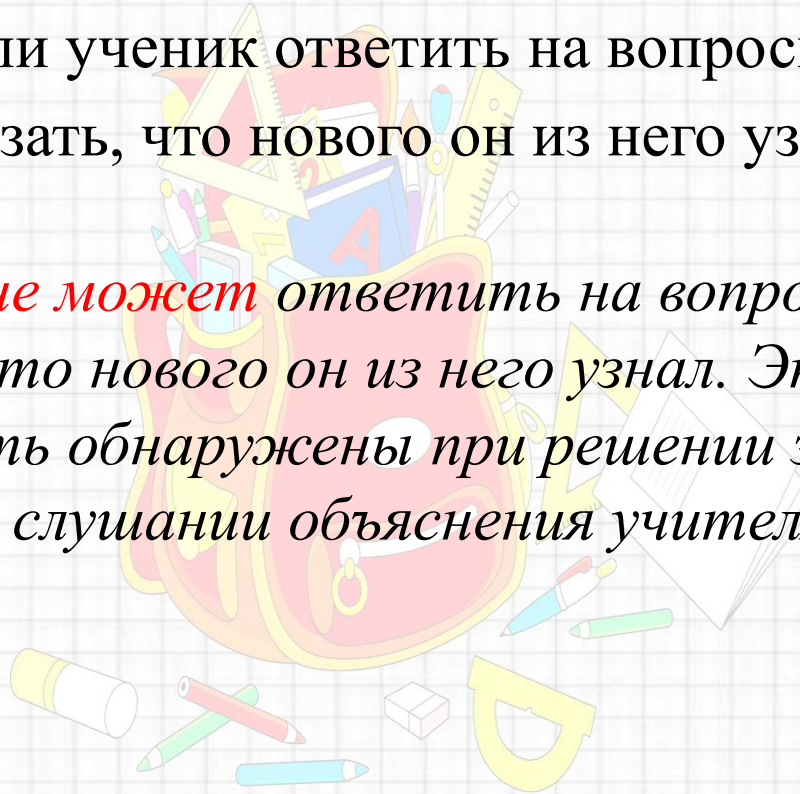 ли ученик ответить на вопрос
зать, что нового он из него уз
не может ответить на вопро
то нового он из него узнал. Э
ть обнаружены при решении з
слушании объяснения учител